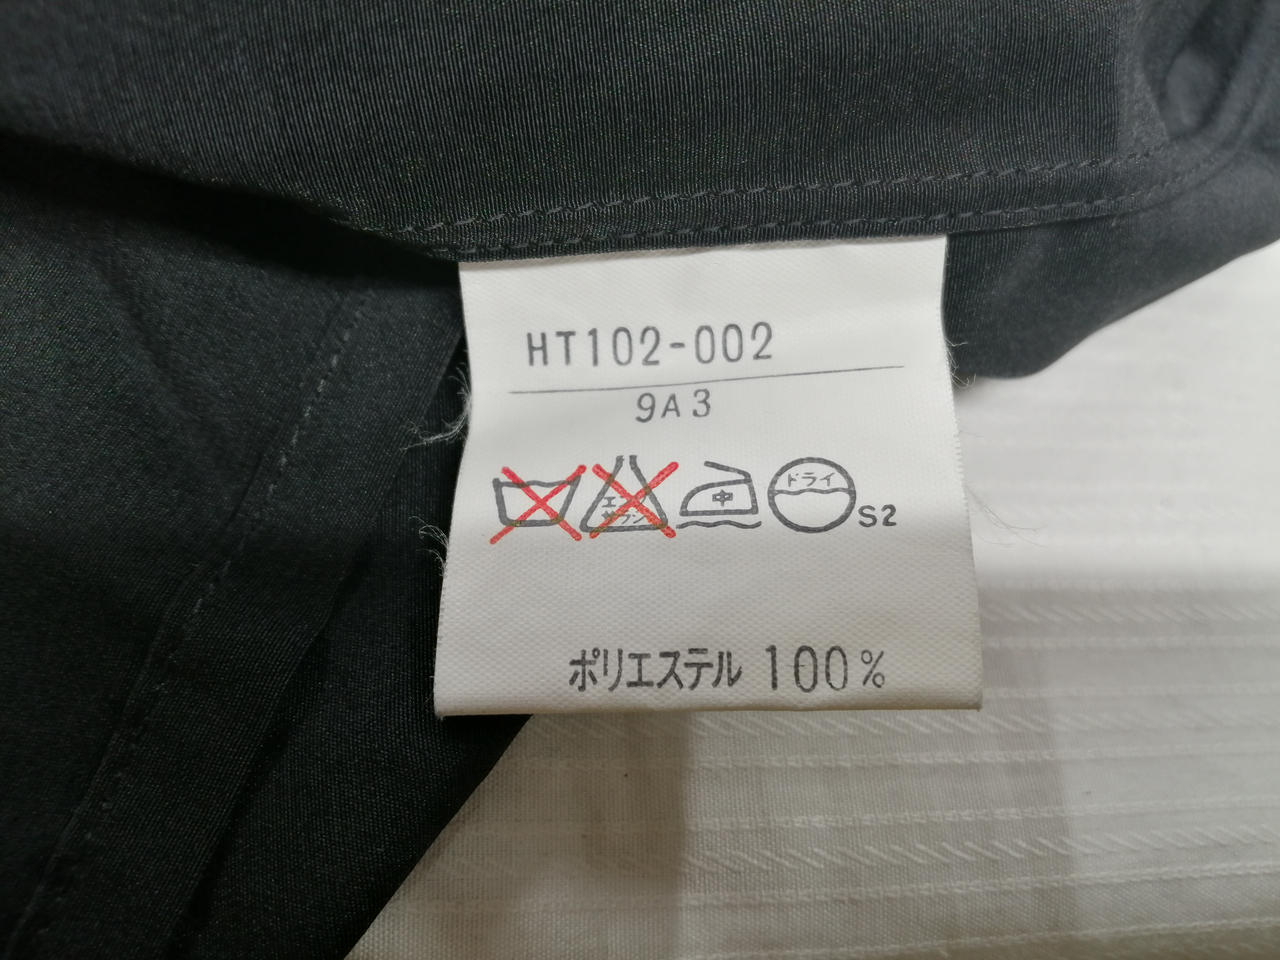 HT102-002
9A3
エンソ
サラシ
中
ドライ
S2
ポリエステル 100%